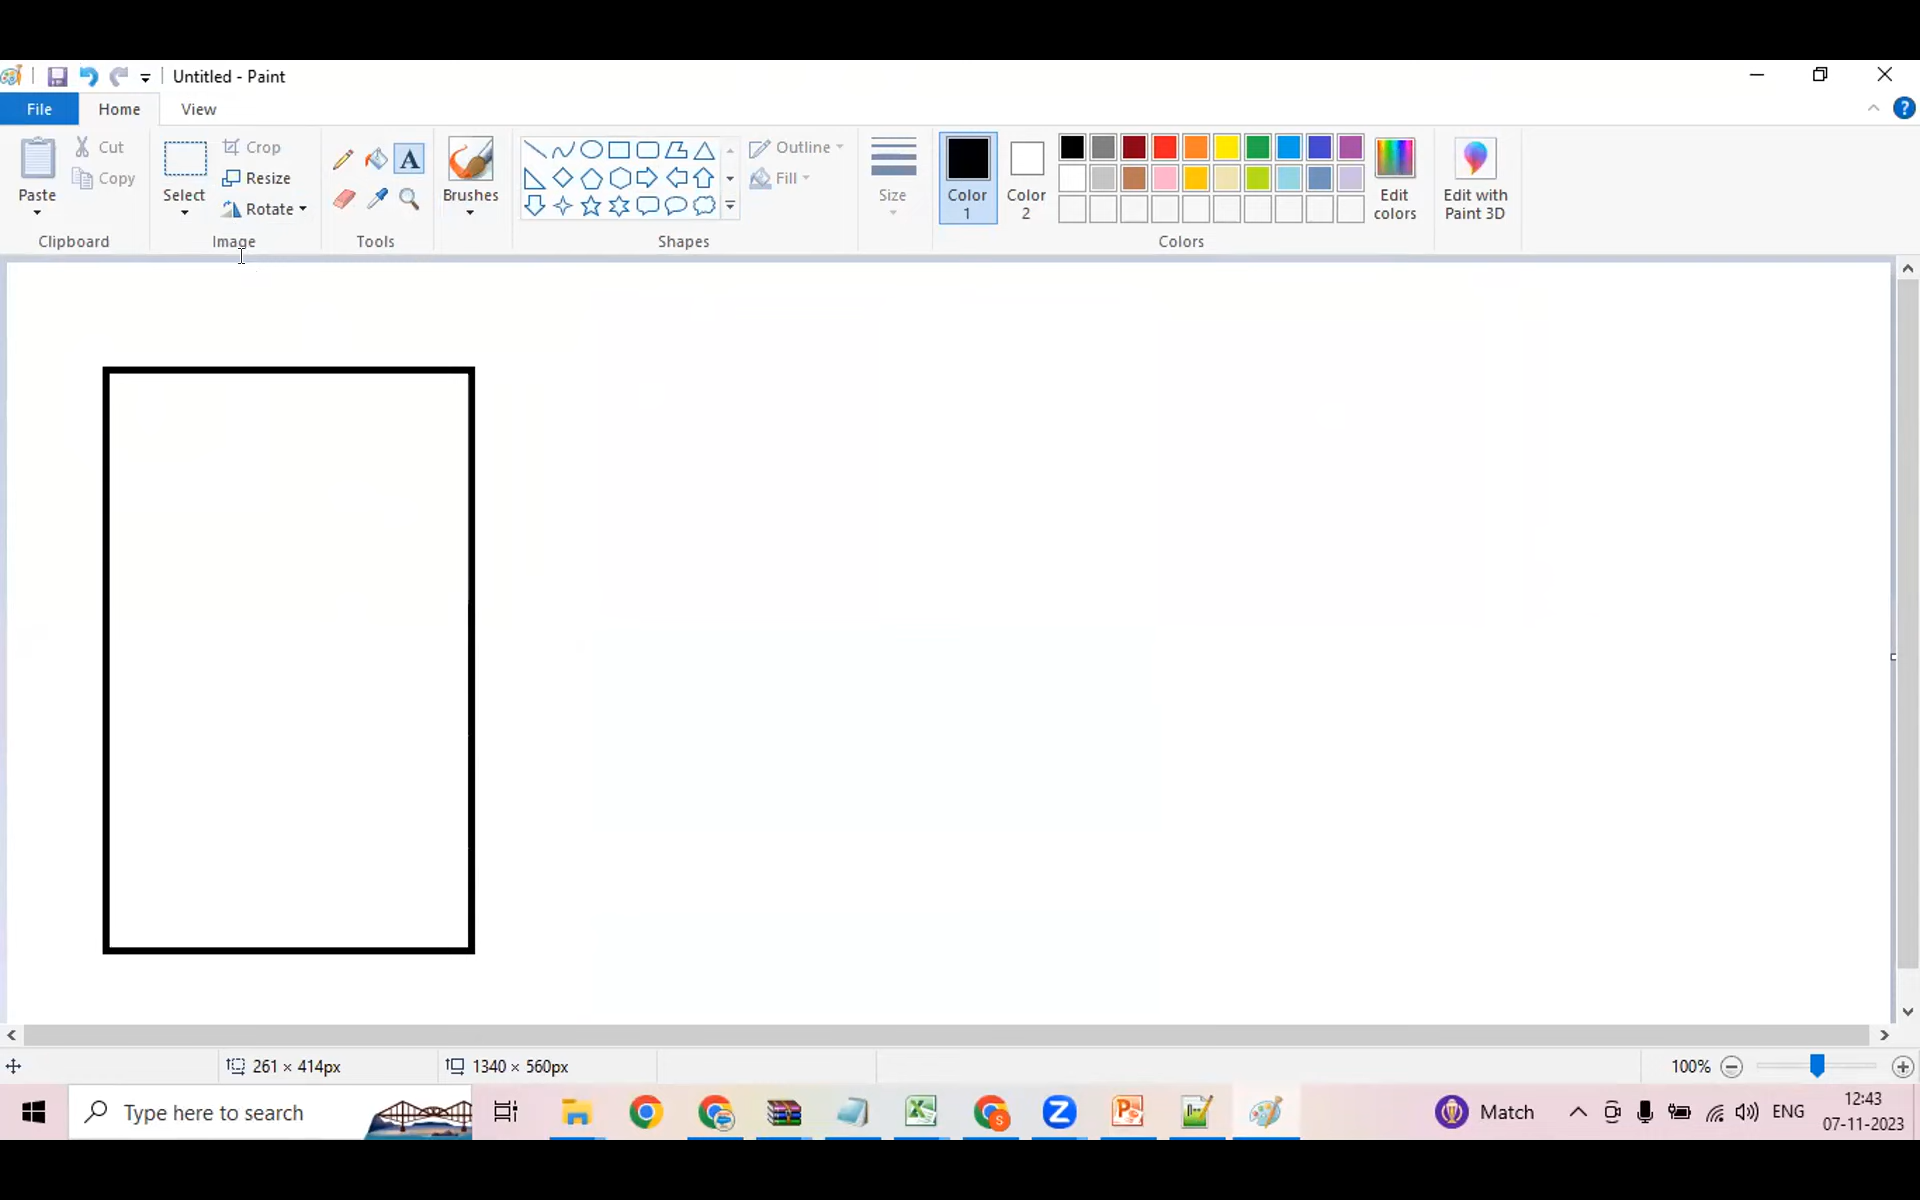 Untitled - Paint
File Home View
Paste Cut Copy Select Crop Resize Rotate A Brushes Outline Fill Size Color 1 Color 2 Edit colors Edit with Paint 3D
Clipboard Image Tools Shapes Colors
261 × 414px 1340 × 560px 100%
Type here to search Match ENG 12:43
07-11-2023